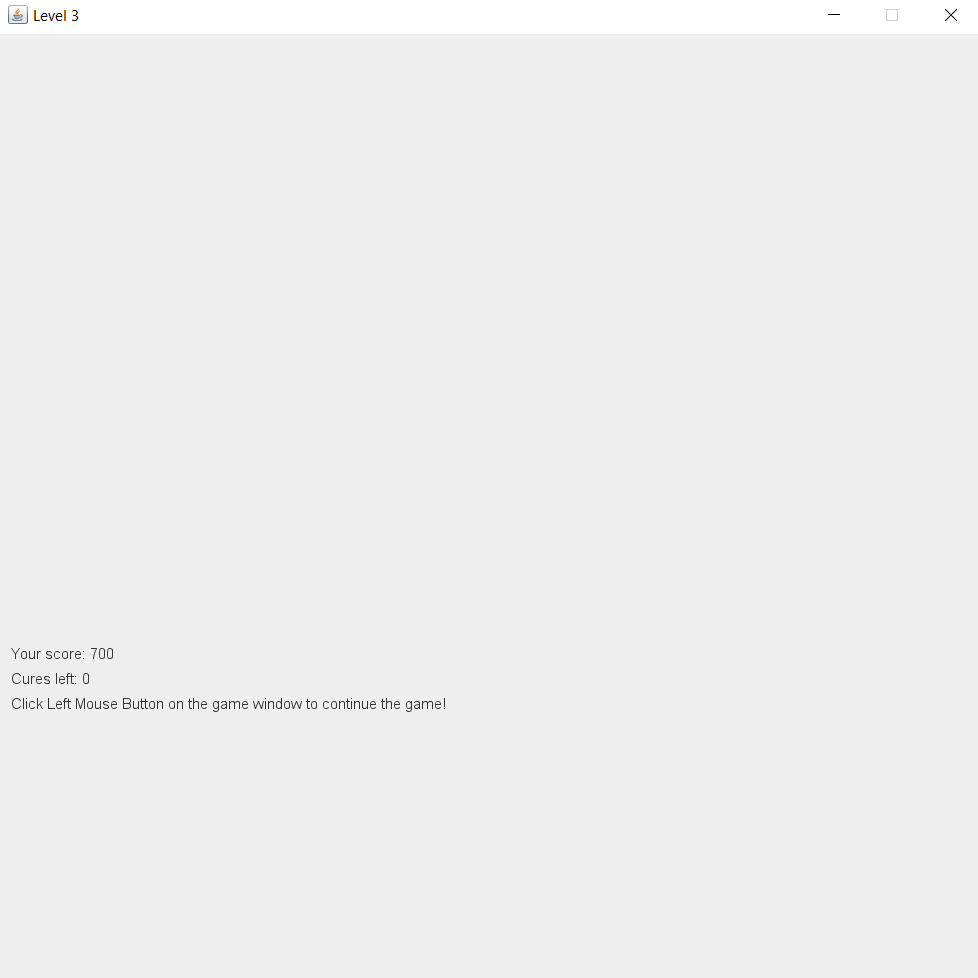 Level 3
Your score: 700
Cures left: 0
Click Left Mouse Button on the game window to continue the game!